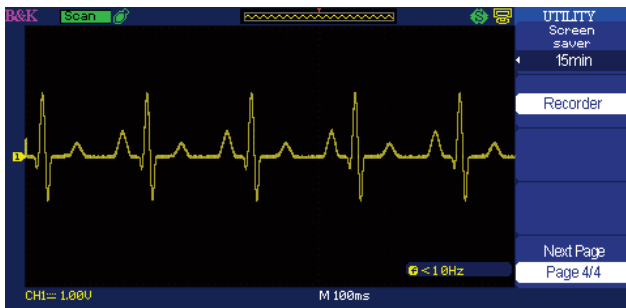 B&K Scan
UTILITY
Screen
saver
15min
Recorder
1
<10Hz
Next Page
Page 4/4
CH1 1.00V M 100ms